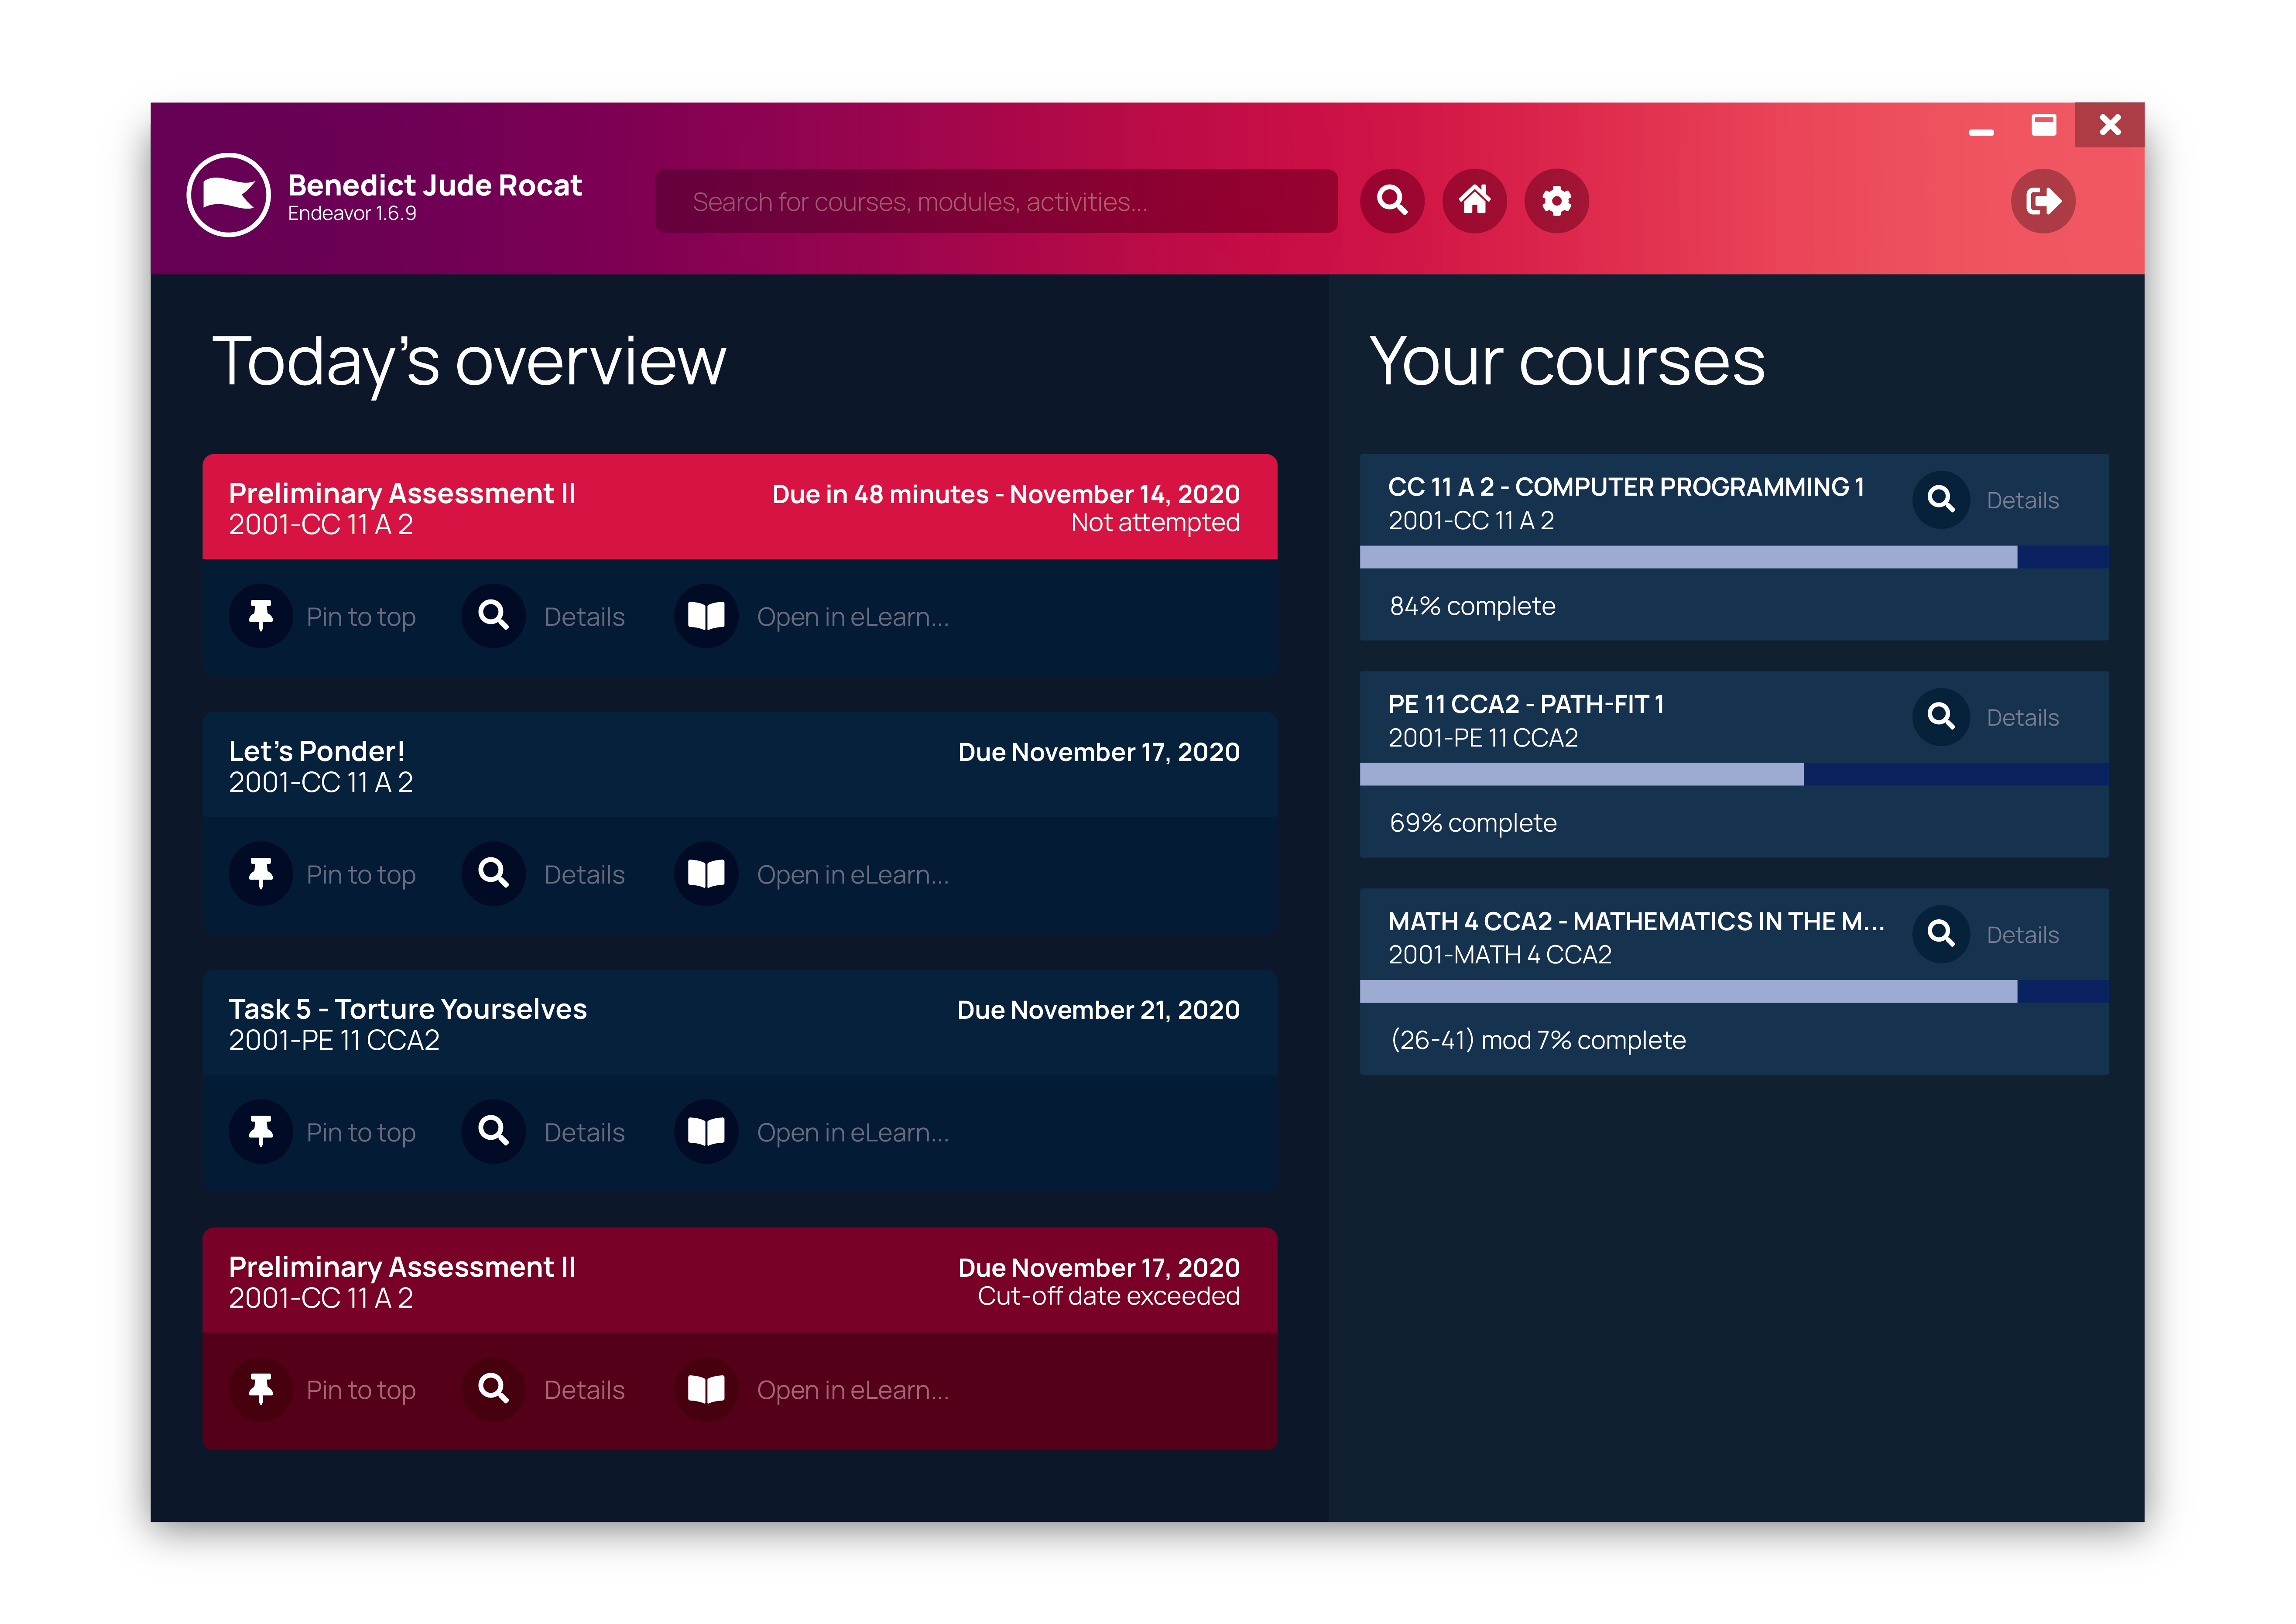 Benedict Jude Rocat
Endeavor 1.6.9
Search for courses, modules, activities...
Today's overview
Preliminary Assessment II
2001-CC 11 A 2
Due in 48 minutes - November 14, 2020
Not attempted
Pin to top
Details
Open in eLearn...
Let's Ponder!
2001-CC 11 A 2
Due November 17, 2020
Pin to top
Details
Open in eLearn...
Task 5 - Torture Yourselves
2001-PE 11 CCA2
Due November 21, 2020
Pin to top
Details
Open in eLearn...
Preliminary Assessment II
2001-CC 11 A 2
Due November 17, 2020
Cut-off date exceeded
Pin to top
Details
Open in eLearn...
Your courses
CC 11 A 2 - COMPUTER PROGRAMMING 1
2001-CC 11 A 2
Details
84% complete
PE 11 CCA2 - PATH-FIT 1
2001-PE 11 CCA2
Details
69% complete
MATH 4 CCA2 - MATHEMATICS IN THE M...
2001-MATH 4 CCA2
Details
(26-41) mod 7% complete